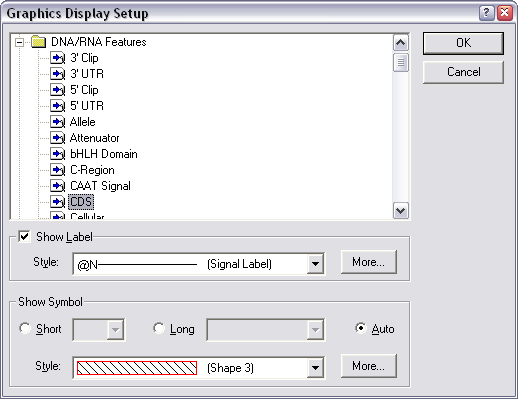 Graphics Display Setup
DNA/RNA Features
3' Clip
3' UTR
5' Clip
5' UTR
Allele
Attenuator
bHLH Domain
C-Region
CAAT Signal
CDS
Cellular
OK
Cancel
Show Label
Style: @N (Signal Label) More...
Show Symbol
Short Long Auto
Style: (Shape 3) More...